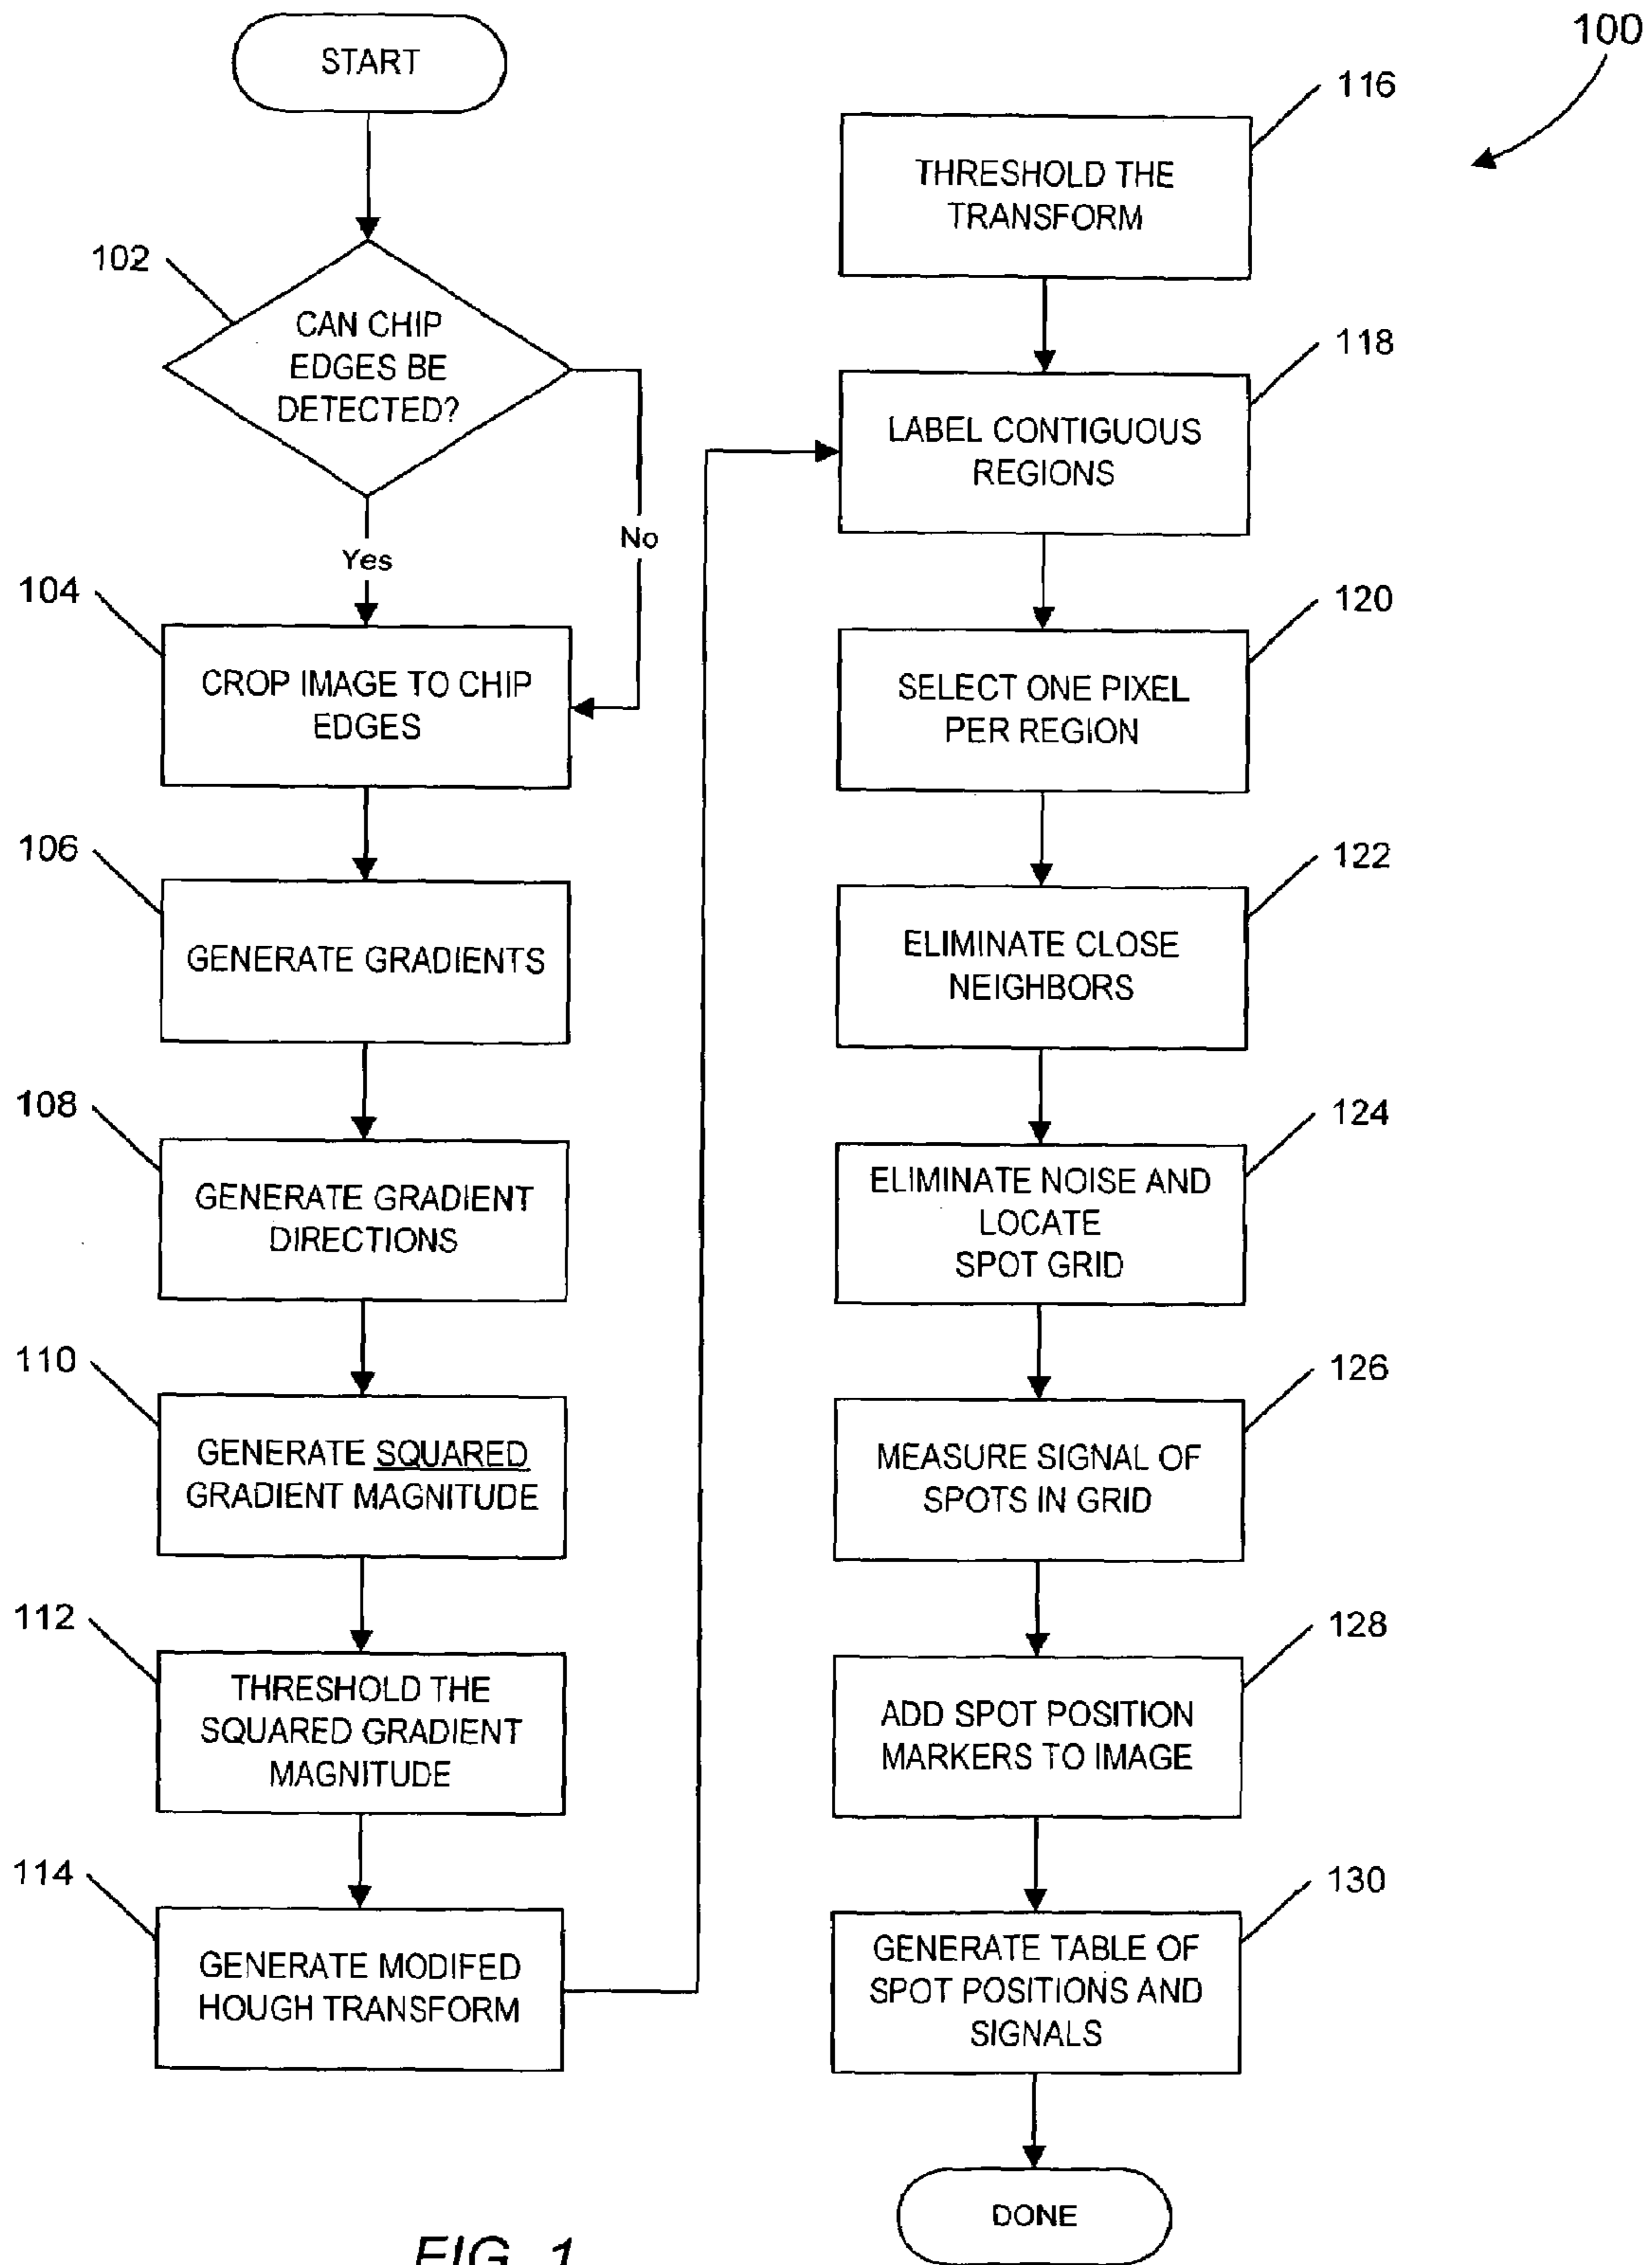 START
102
CAN CHIP
EDGES BE
DETECTED?
Yes
No
104
CROP IMAGE TO CHIP
EDGES
106
GENERATE GRADIENTS
108
GENERATE GRADIENT
DIRECTIONS
110
GENERATE SQUARED
GRADIENT MAGNITUDE
112
THRESHOLD THE
SQUARED GRADIENT
MAGNITUDE
114
GENERATE MODIFED
HOUGH TRANSFORM
100
116
THRESHOLD THE
TRANSFORM
118
LABEL CONTIGUOUS
REGIONS
120
SELECT ONE PIXEL
PER REGION
122
ELIMINATE CLOSE
NEIGHBORS
124
ELIMINATE NOISE AND
LOCATE
SPOT GRID
126
MEASURE SIGNAL OF
SPOTS IN GRID
128
ADD SPOT POSITION
MARKERS TO IMAGE
130
GENERATE TABLE OF
SPOT POSITIONS AND
SIGNALS
DONE
FIG. 1